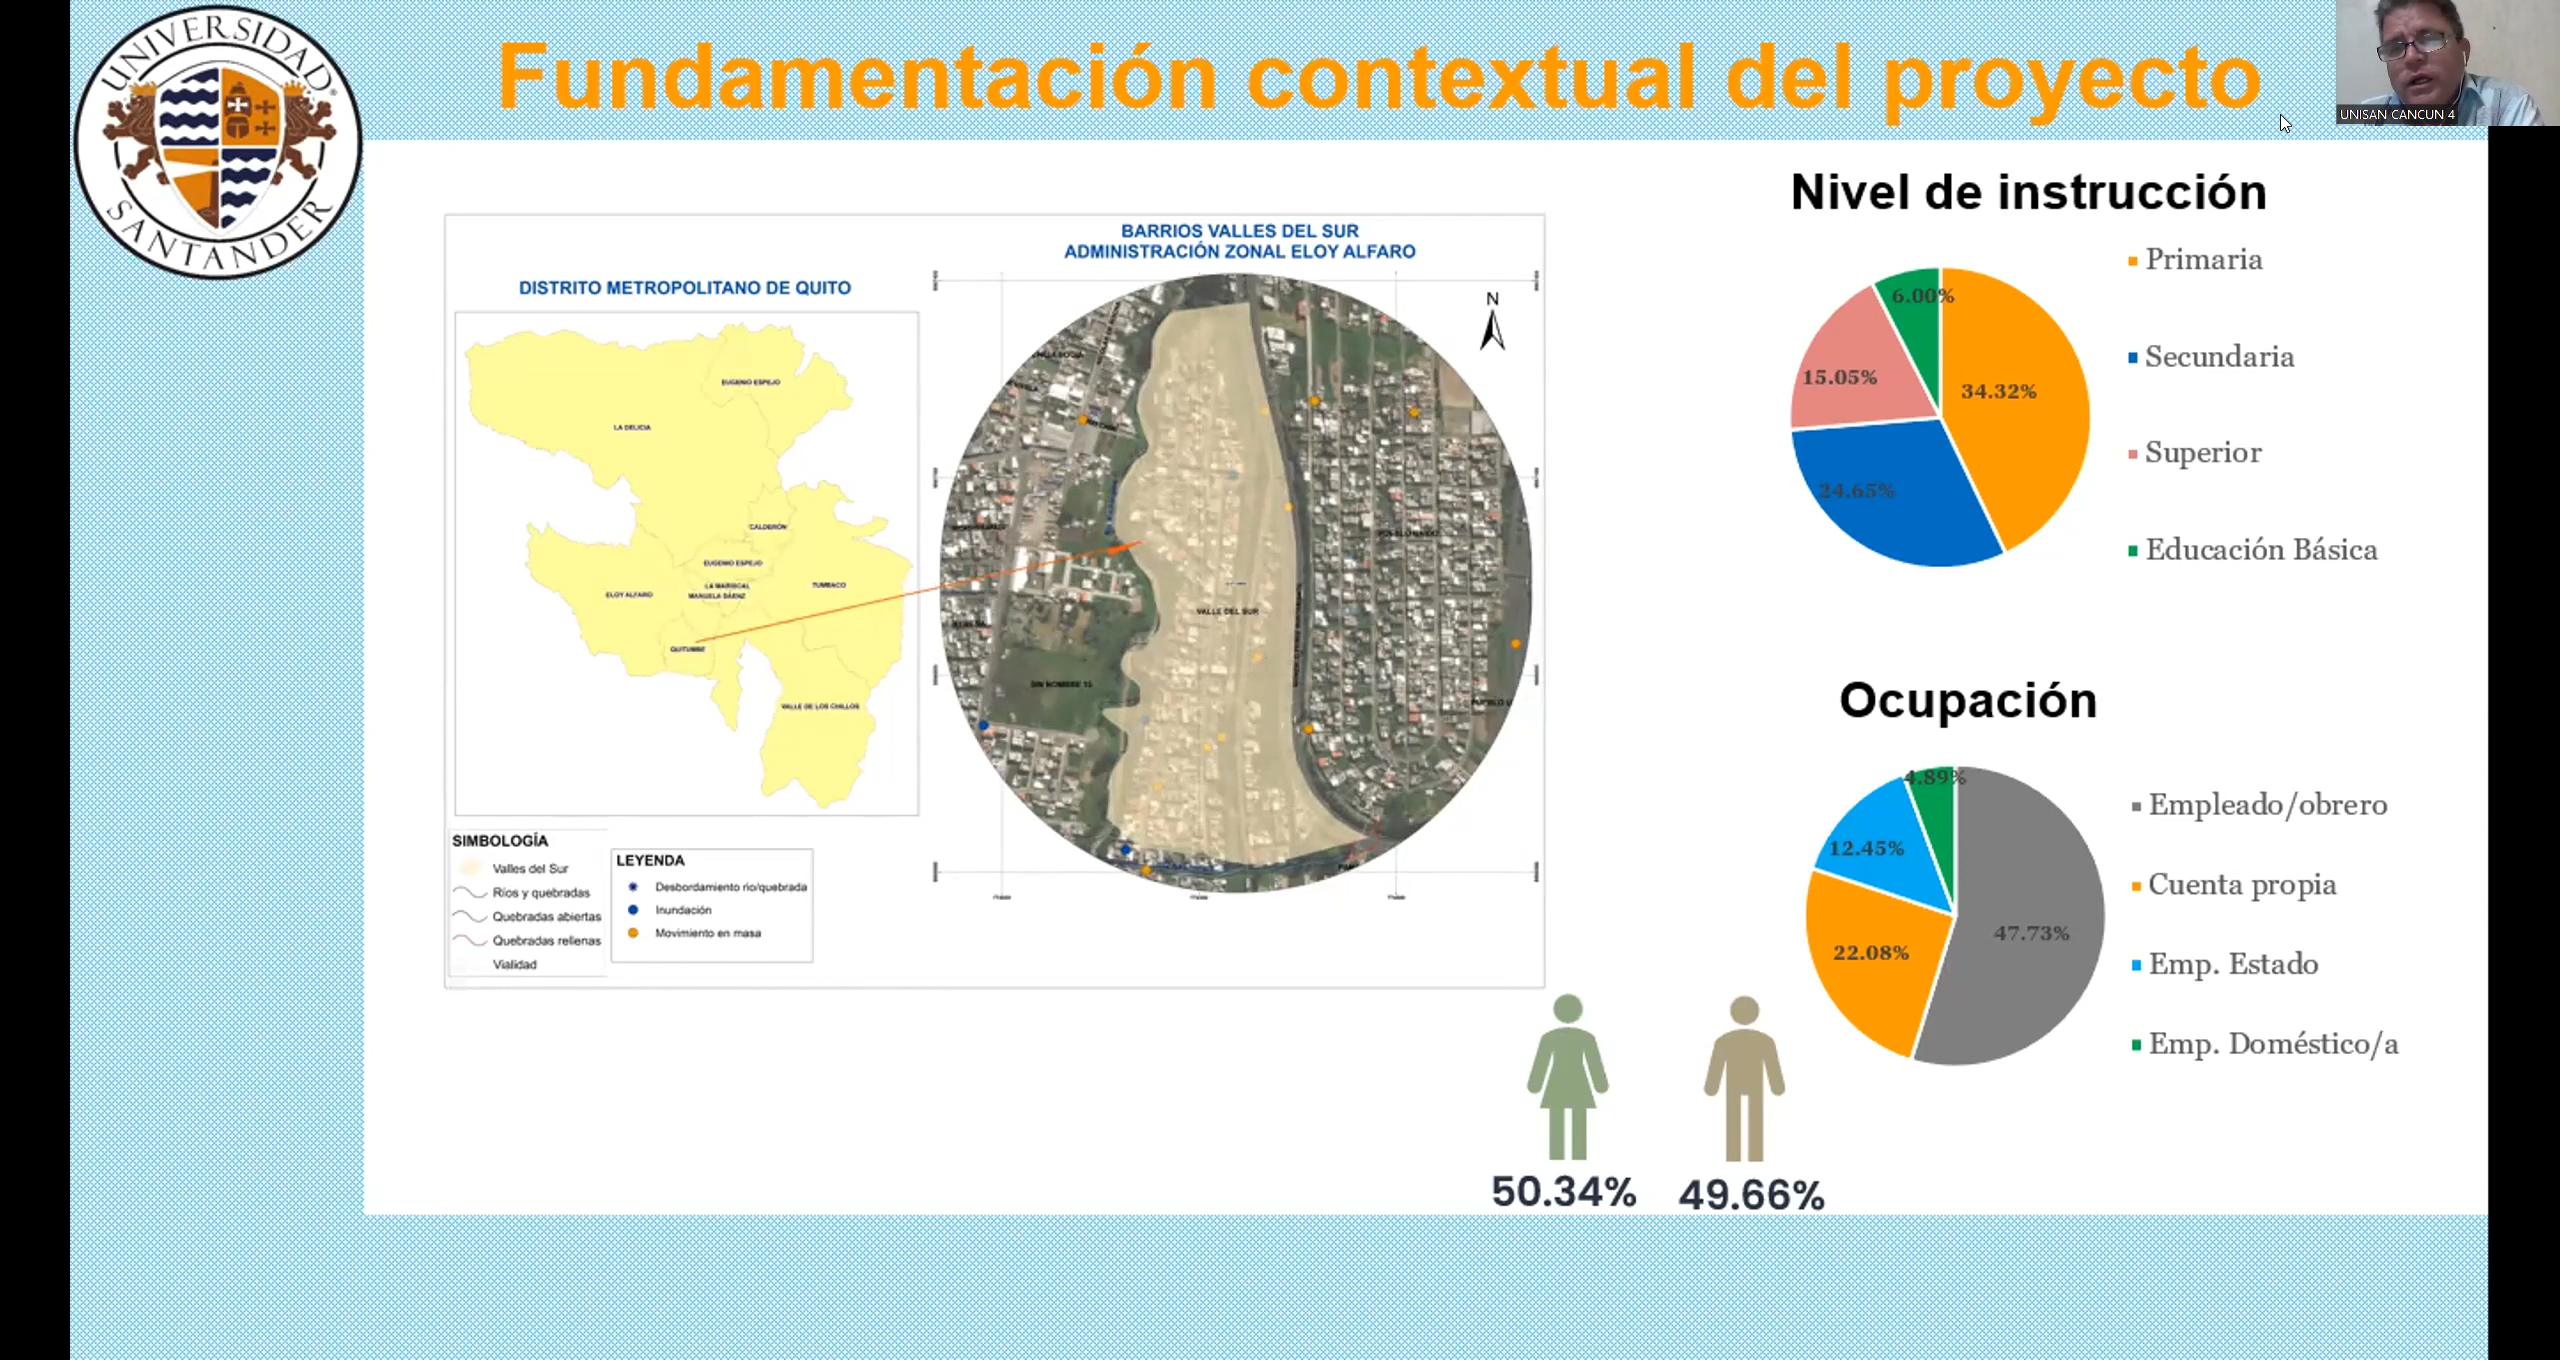 UNIVERSIDAD
SANTANDER
Fundamentación contextual del proyecto
UNISAN CANCUN 4
DISTRITO METROPOLITANO DE QUITO
EUGENIO ESPEJO
LA DELICIA
CALDERÓN
EUGENIO ESPEJO
LA MARISCAL
TUMBACO
ELOY ALFARO
MANUELA SÁENZ
QUITUMBE
VALLE DE LOS CHILLOS
SIMBOLOGÍA
Valles del Sur
Ríos y quebradas
Quebradas abiertas
Quebradas rellenas
Vialidad
LEYENDA
Desbordamiento río/quebrada
Inundación
Movimiento en masa
BARRIOS VALLES DEL SUR
ADMINISTRACIÓN ZONAL ELOY ALFARO
N
VALLE DEL SUR
SIN NOMBRE 15
Nivel de instrucción
6.00%
34.32%
15.05%
24.65%
Primaria
Secundaria
Superior
Educación Básica
Ocupación
4.89%
12.45%
47.73%
22.08%
Empleado/obrero
Cuenta propia
Emp. Estado
Emp. Doméstico/a
50.34%
49.66%